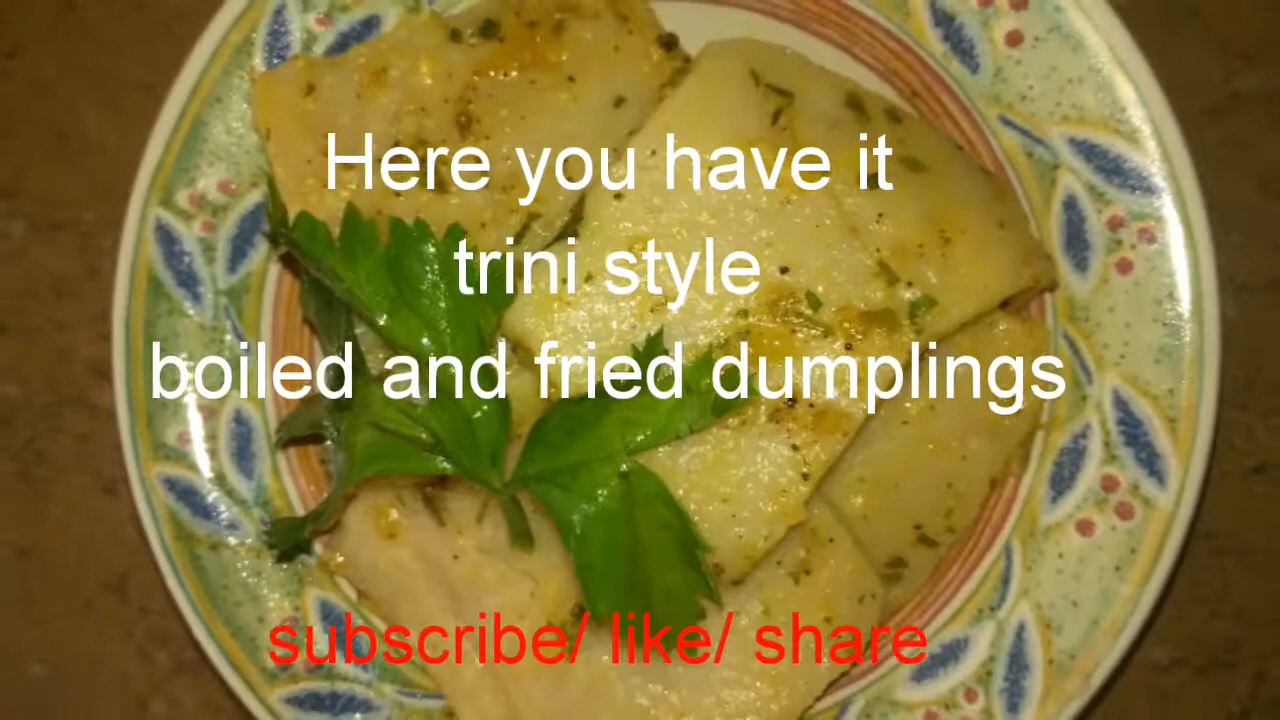 Here you have it
trini style
boiled and fried dumplings
subscribe/ like/ share